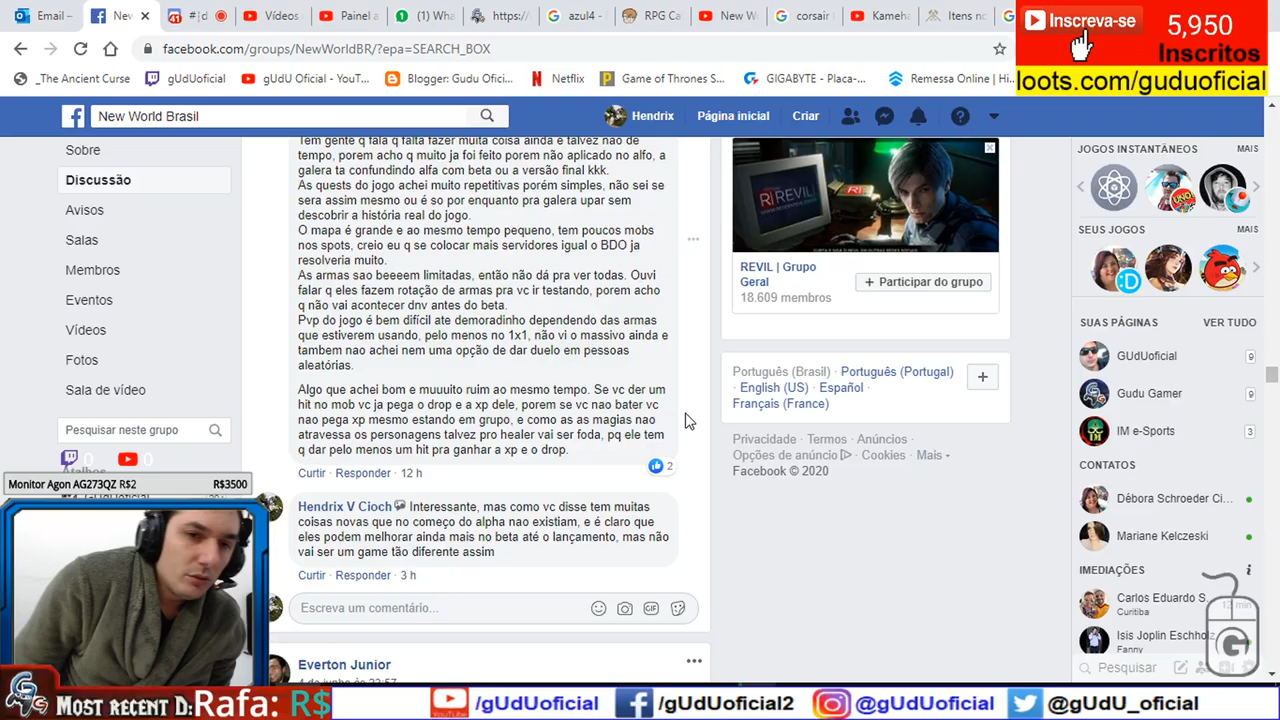 Email –
New
#♯d
Vídeos
Painel a
(1) Wha
https:/
azul4 -
RPG Ca
New W
corsair
Kameha
Itens no
Inscreva-se
5,950
Inscritos
loots.com/guduoficial
facebook.com/groups/NewWorldBR/?epa=SEARCH_BOX
_The Ancient Curse
gUdUoficial
gUdU Oficial - YouT...
Blogger: Gudu Ofici...
Netflix
Game of Thrones S...
GIGABYTE - Placa-...
Remessa Online | Hi...
New World Brasil
Hendrix
Página inicial
Criar
Sobre
Discussão
Avisos
Salas
Membros
Eventos
Vídeos
Fotos
Sala de vídeo
Pesquisar neste grupo
0
0
Atalhos
Monitor Agon AG273QZ R$2
R$3500
Tem gente q fala q falta fazer muita coisa ainda e talvez não de
tempo, porem acho q muito ja foi feito porem não aplicado no alfo, a
galera ta confundindo alfa com beta ou a versão final kkk.
As quests do jogo achei muito repetitivas porém simples, não sei se
sera assim mesmo ou é so por enquanto pra galera upar sem
descobrir a história real do jogo.
O mapa é grande e ao mesmo tempo pequeno, tem poucos mobs
nos spots, creio eu q se colocar mais servidores igual o BDO ja
resolveria muito.
As armas sao beeeem limitadas, então não dá pra ver todas. Ouvi
falar q eles fazem rotação de armas pra vc ir testando, porem acho
q não vai acontecer dnv antes do beta.
Pvp do jogo é bem difícil ate demoradinho dependendo das armas
que estiverem usando, pelo menos no 1x1, não vi o massivo ainda e
tambem nao achei nem uma opção de dar duelo em pessoas
aleatórias.
Algo que achei bom e muuuito ruim ao mesmo tempo. Se vc der um
hit no mob vc ja pega o drop e a xp dele, porem se vc nao bater vc
nao pega xp mesmo estando em grupo, e como as as magias nao
atravessa os personagens talvez pro healer vai ser foda, pq ele tem
q dar pelo menos um hit pra ganhar a xp e o drop.
2
Curtir · Responder · 12 h
Hendrix V Cioch Interessante, mas como vc disse tem muitas
coisas novas que no começo do alpha nao existiam, e é claro que
eles podem melhorar ainda mais no beta até o lançamento, mas não
vai ser um game tão diferente assim
Curtir · Responder · 3 h
Escreva um comentário...
GIF
Everton Junior
REVIL
REVIL | Grupo
Geral
18.609 membros
+ Participar do grupo
Português (Brasil) · Português (Portugal)
· English (US) · Español ·
Français (France)
Privacidade · Termos · Anúncios
· Cookies · Mais
Facebook © 2020
JOGOS INSTANTÂNEOS
MAIS
UNO
SEUS JOGOS
MAIS
SUAS PÁGINAS
VER TUDO
GUdUoficial
9
Gudu Gamer
9
IM e-Sports
3
CONTATOS
Débora Schroeder Ci...
Mariane Kelczeski
IMEDIAÇÕES
Carlos Eduardo S.
12 min
Curitiba
Isis Joplin Eschholz
Fanny
Pesquisar
Most recent D: Rafa: R$
/gUdUoficial
/gUdUoficial2
@gUdUoficial
@gUdU_oficial